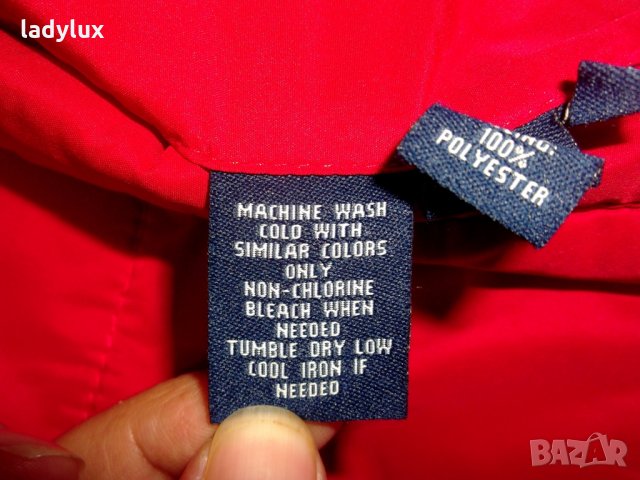 ladylux
100%
POLYESTER
MACHINE WASH
COLD WITH
SIMILAR COLORS
ONLY
NON-CHLORINE
BLEACH WHEN
NEEDED
TUMBLE DRY LOW
COOL IRON IF
NEEDED
BAZAR